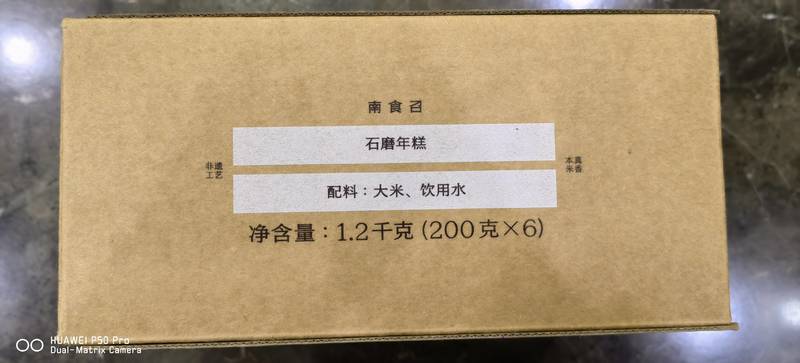 南食召
石磨年糕
非遗
工艺
本真
米香
配料：大米、饮用水
净含量：1.2千克 (200克×6)
HUAWEI P50 Pro
Dual-Matrix Camera